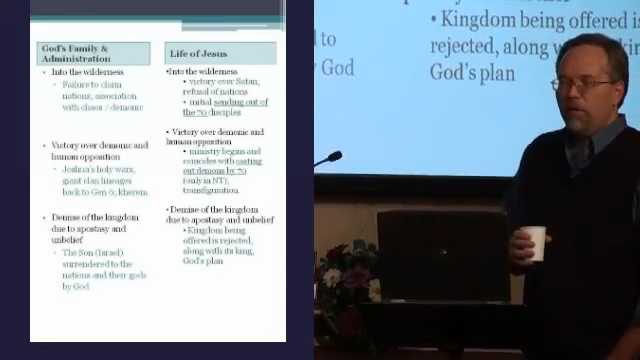 God's Family &
Administration
Into the wilderness
Failure to claim
nations, association
with chaos / demonic
Victory over demonic and
human opposition
Joshua's holy wars,
giant clan lineages
back to Gen 6; kherem
Demise of the kingdom
due to apostasy and
unbelief
The Son (Israel)
surrendered to the
nations and their gods
by God
Life of Jesus
•Into the wilderness
• victory over Satan,
refusal of nations
• initial sending out of
the 70 disciples
Victory over demonic and
human opposition
• ministry begins and
coincides with casting
out demons by 70
(only in NT);
transfiguration.
•Demise of the kingdom
due to apostasy and unbelief
• Kingdom being
offered is rejected,
along with its king,
God's plan
to
God
• Kingdom being offered is
rejected, along
God's plan